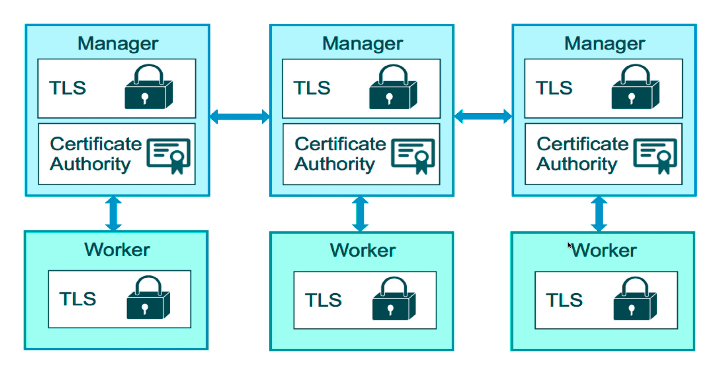 Manager
Manager
Manager
TLS
TLS
TLS
Certificate
Authority
Certificate
Authority
Certificate
Authority
Worker
Worker
Worker
TLS
TLS
TLS